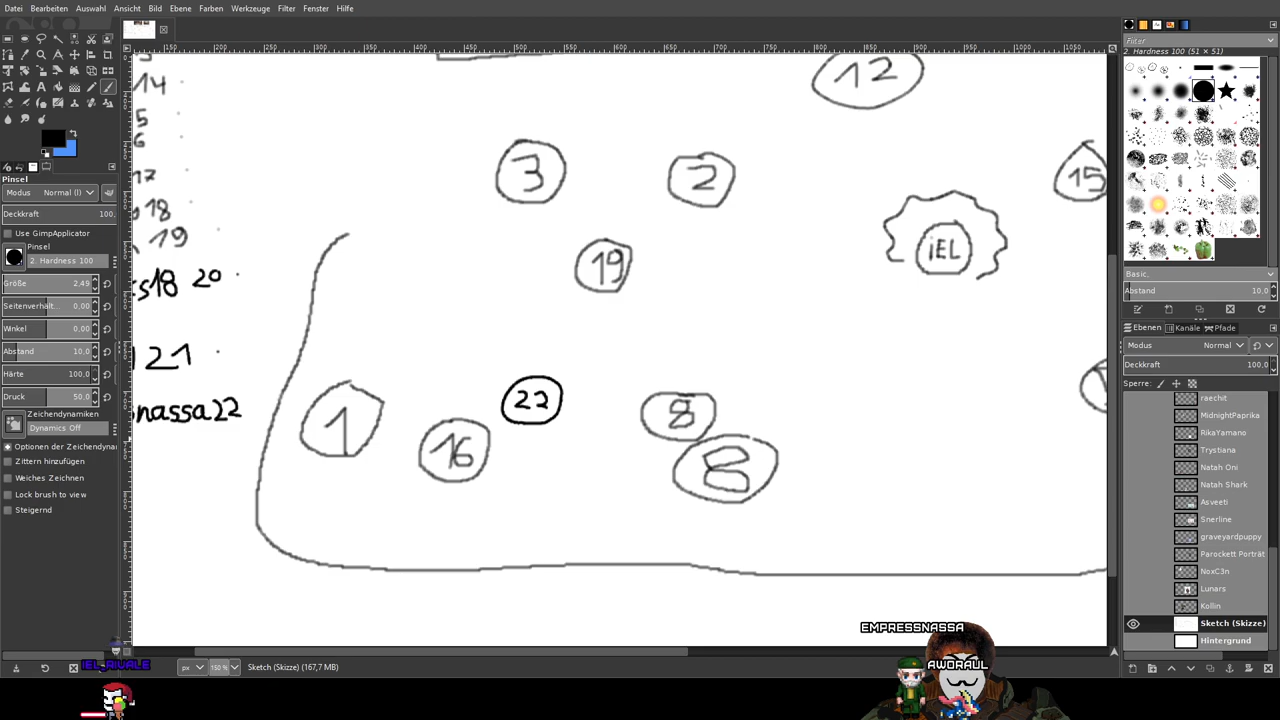 Datei Bearbeiten Auswahl Ansicht Bild Ebene Farben Werkzeuge Filter Fenster Hilfe
Pinsel
Modus Normal (l)
Deckkraft 100,
Use GimpApplicator
Pinsel
2. Hardness 100
Größe 2,49
Seitenverhält... 0,00
Winkel 0,00
Abstand 10,0
Härte 100,0
Druck 50,0
Zeichendynamiken
Dynamics Off
Optionen der Zeichendynan
Zittern hinzufügen
Weiches Zeichnen
Lock brush to view
Steigernd
14
5
6
17
18
19
s18 20
21
nassa22
12
3
2
15
19
iEL
1
16
22
8
8
px 150 % Sketch (Skizze) (167,7 MB)
IEL_RIVALE
EMPRESSNASSA
AWORAUL
Filter
2. Hardness 100 (51 × 51)
Basic,
Abstand 10,0
Ebenen Kanäle Pfade
Modus Normal
Deckkraft 100,0
Sperre:
raechit
MidnightPaprika
RikaYamano
Trystiana
Natah Oni
Natah Shark
Asveeti
Snerline
graveyardpuppy
Parockett Porträt
NoxC3n
Lunars
Kollin
Sketch (Skizze)
Hintergrund